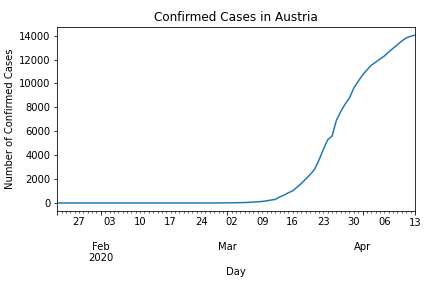 Confirmed Cases in Austria
Number of Confirmed Cases
14000
12000
10000
8000
6000
4000
2000
0
27 03 10 17 24 02 09 16 23 30 06 13
Feb Mar Apr
2020
Day